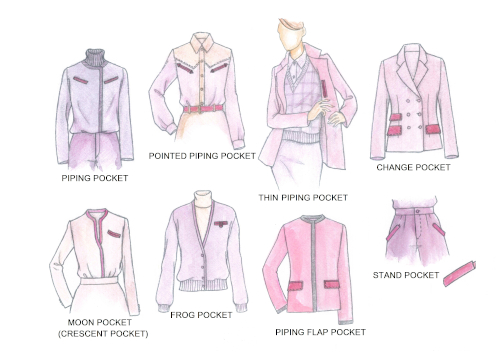 PIPING POCKET
POINTED PIPING POCKET
THIN PIPING POCKET
CHANGE POCKET
MOON POCKET
(CRESCENT POCKET)
FROG POCKET
PIPING FLAP POCKET
STAND POCKET